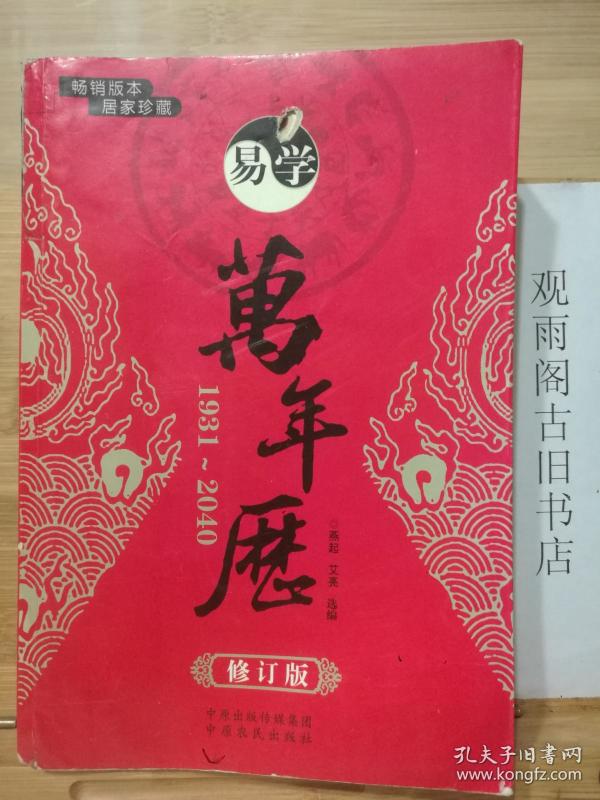 畅销版本
居家珍藏
易学
萬年歷
1931~2040
◎燕起 艾亮 选编
修订版
中原出版传媒集团
中原农民出版社
观雨阁古旧书店
孔夫子旧书网
www.kongfz.com